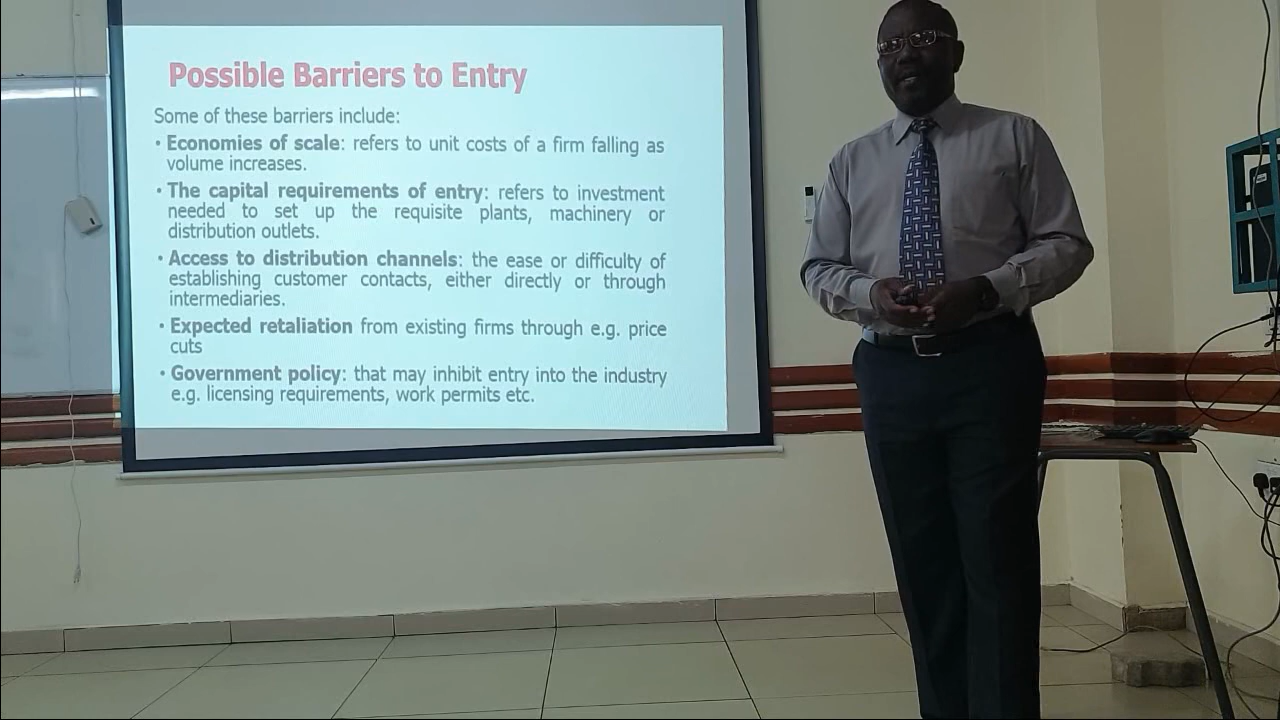 Possible Barriers to Entry
Some of these barriers include:
• Economies of scale: refers to unit costs of a firm falling as
volume increases.
• The capital requirements of entry: refers to investment
needed to set up the requisite plants, machinery or
distribution outlets.
• Access to distribution channels: the ease or difficulty of
establishing customer contacts, either directly or through
intermediaries.
• Expected retaliation from existing firms through e.g. price
cuts
• Government policy: that may inhibit entry into the industry
e.g. licensing requirements, work permits etc.